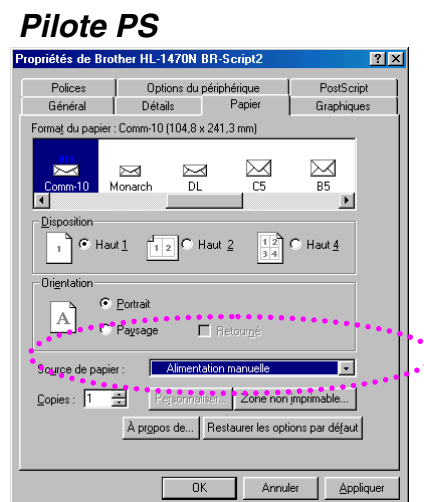 Pilote PS
Propriétés de Brother HL-1470N BR-Script2
Polices Options du périphérique PostScript
Général Détails Papier Graphiques
Format du papier : Comm-10 (104,8 x 241,3 mm)
Comm-10 Monarch DL C5 B5
Disposition
1 Haut 1 1 2 Haut 2 1 2 3 4 Haut 4
Orientation
A Portrait
Paysage Retourné
Source de papier : Alimentation manuelle
Copies : 1 Personnaliser... Zone non imprimable...
À propos de... Restaurer les options par défaut
OK Annuler Appliquer